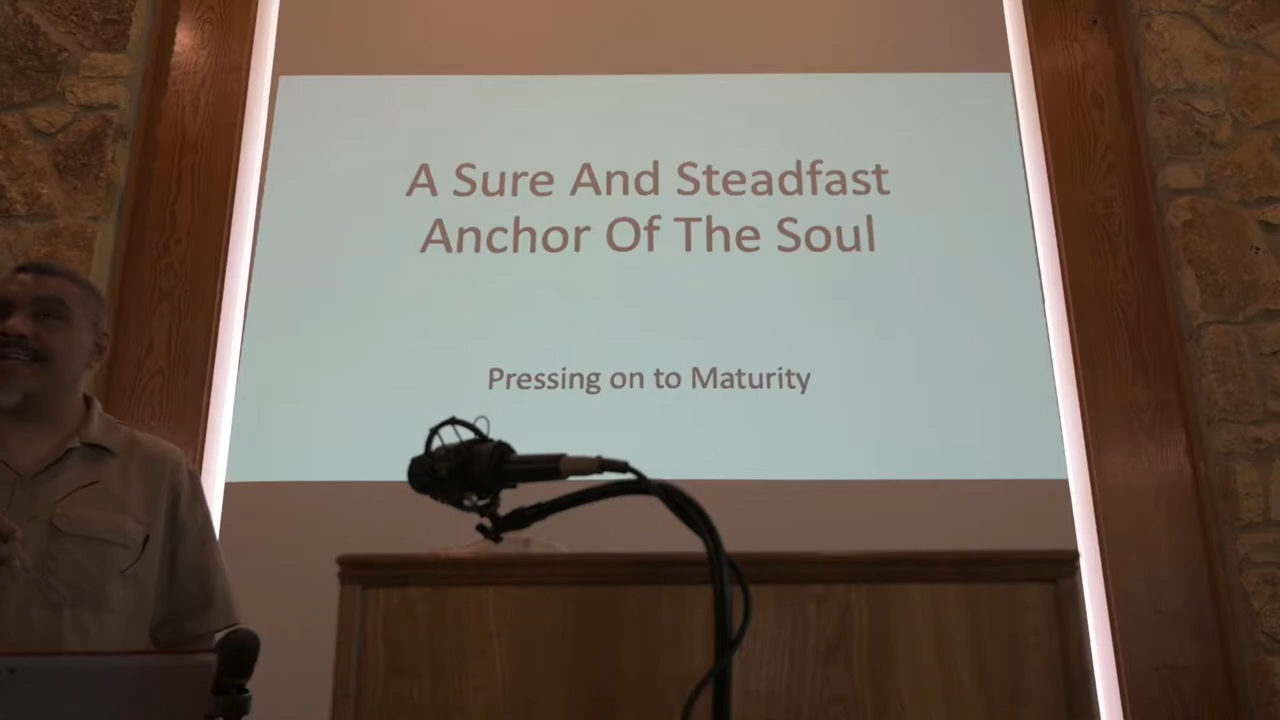 A Sure And Steadfast
Anchor Of The Soul
Pressing on to Maturity